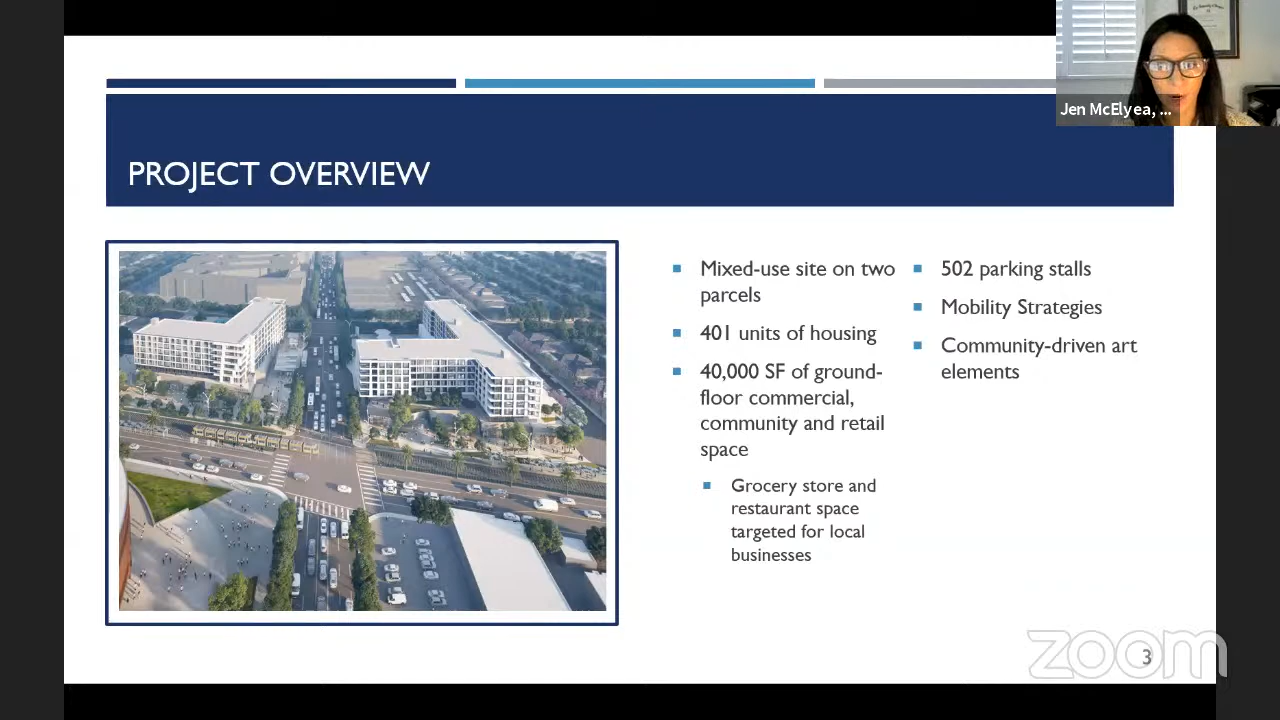 Jen McElyea, ...
PROJECT OVERVIEW
Mixed-use site on two
parcels
401 units of housing
40,000 SF of ground-
floor commercial,
community and retail
space
Grocery store and
restaurant space
targeted for local
businesses
502 parking stalls
Mobility Strategies
Community-driven art
elements
zoom
3